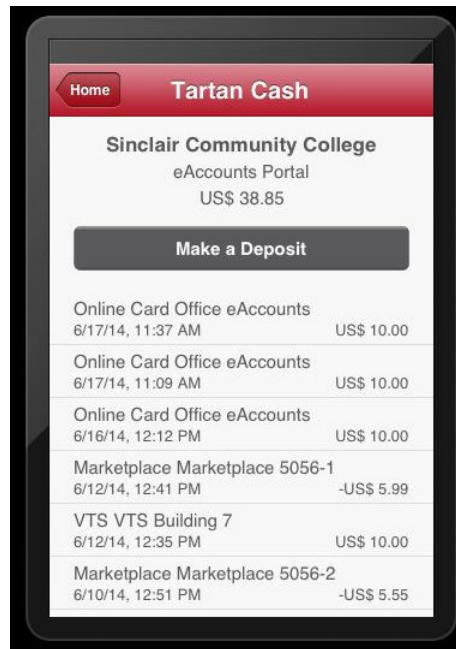 Home
Tartan Cash
Sinclair Community College
eAccounts Portal
US$ 38.85
Make a Deposit
Online Card Office eAccounts
6/17/14, 11:37 AM US$ 10.00
Online Card Office eAccounts
6/17/14, 11:09 AM US$ 10.00
Online Card Office eAccounts
6/16/14, 12:12 PM US$ 10.00
Marketplace Marketplace 5056-1
6/12/14, 12:41 PM -US$ 5.99
VTS VTS Building 7
6/12/14, 12:35 PM US$ 10.00
Marketplace Marketplace 5056-2
6/10/14, 12:51 PM -US$ 5.55